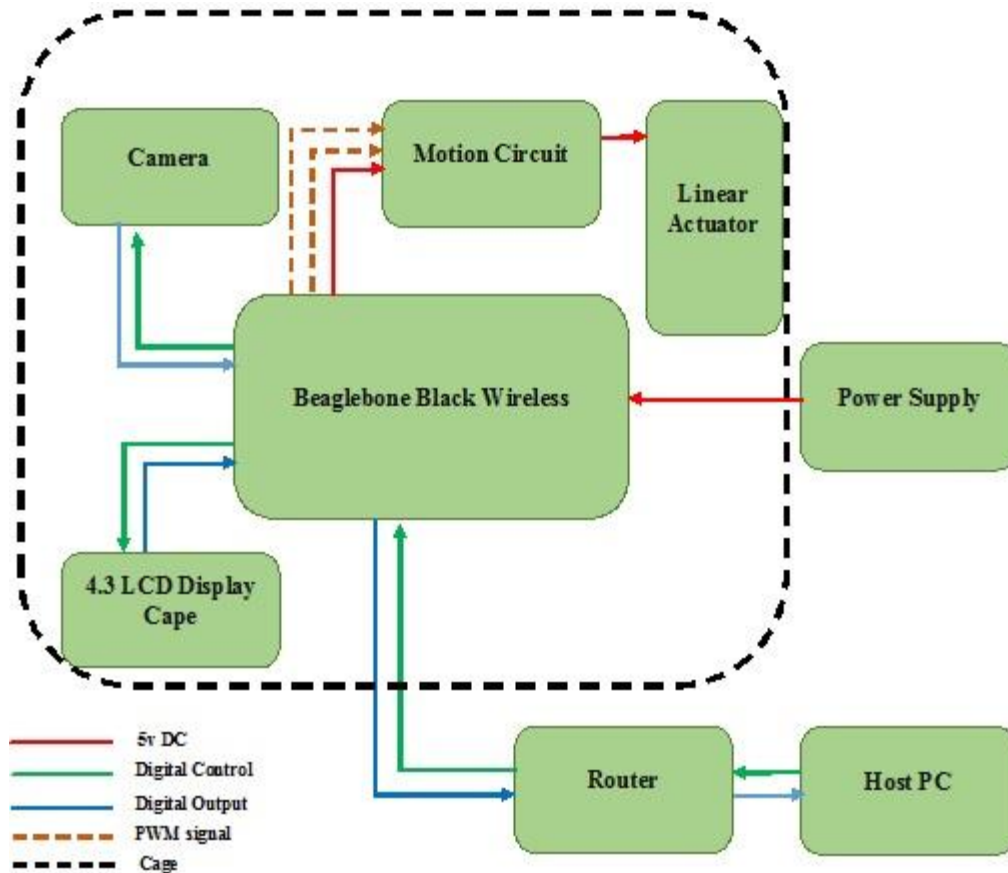 Camera
Motion Circuit
Linear
Actuator
Beaglebone Black Wireless
Power Supply
4.3 LCD Display
Cape
Router
Host PC
5v DC
Digital Control
Digital Output
PWM signal
Cage